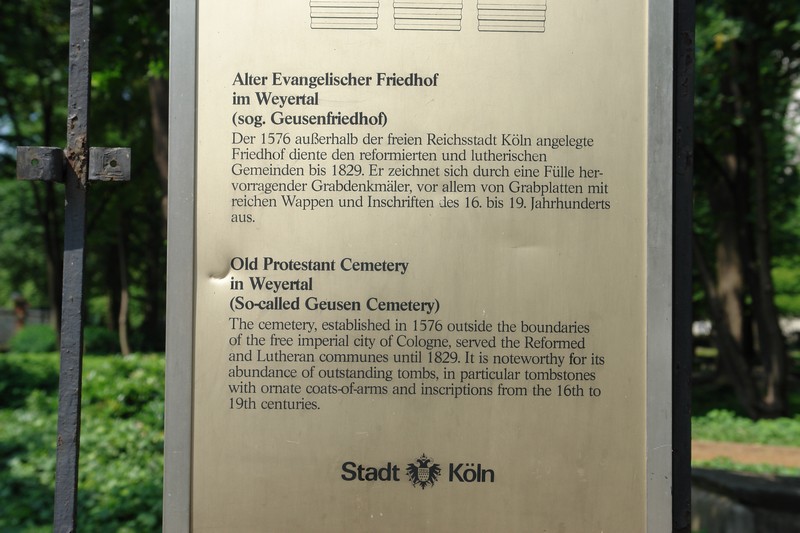 Alter Evangelischer Friedhof
im Weyertal
(sog. Geusenfriedhof)
Der 1576 außerhalb der freien Reichsstadt Köln angelegte
Friedhof diente den reformierten und lutherischen
Gemeinden bis 1829. Er zeichnet sich durch eine Fülle her-
vorragender Grabdenkmäler, vor allem von Grabplatten mit
reichen Wappen und Inschriften des 16. bis 19. Jahrhunderts
aus.
Old Protestant Cemetery
in Weyertal
(So-called Geusen Cemetery)
The cemetery, established in 1576 outside the boundaries
of the free imperial city of Cologne, served the Reformed
and Lutheran communes until 1829. It is noteworthy for its
abundance of outstanding tombs, in particular tombstones
with ornate coats-of-arms and inscriptions from the 16th to
19th centuries.
Stadt Köln